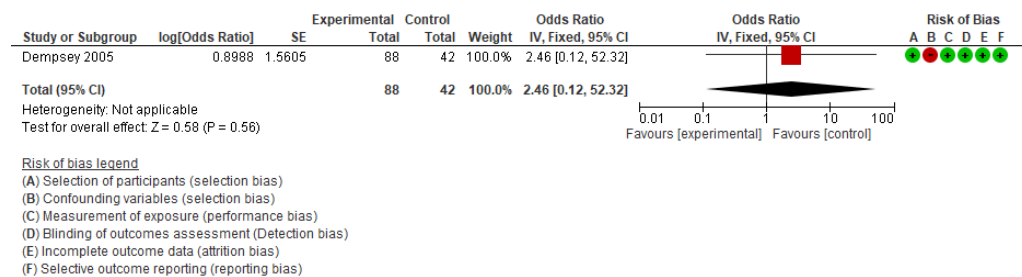 Experimental Control Odds Ratio Odds Ratio Risk of Bias
Study or Subgroup log[Odds Ratio] SE Total Total Weight IV, Fixed, 95% CI IV, Fixed, 95% CI A B C D E F
Dempsey 2005 0.8988 1.5605 88 42 100.0% 2.46 [0.12, 52.32] + - + + + +
Total (95% CI) 88 42 100.0% 2.46 [0.12, 52.32]
Heterogeneity: Not applicable
Test for overall effect: Z = 0.58 (P = 0.56)
0.01 0.1 1 10 100
Favours [experimental] Favours [control]
Risk of bias legend
(A) Selection of participants (selection bias)
(B) Confounding variables (selection bias)
(C) Measurement of exposure (performance bias)
(D) Blinding of outcomes assessment (Detection bias)
(E) Incomplete outcome data (attrition bias)
(F) Selective outcome reporting (reporting bias)